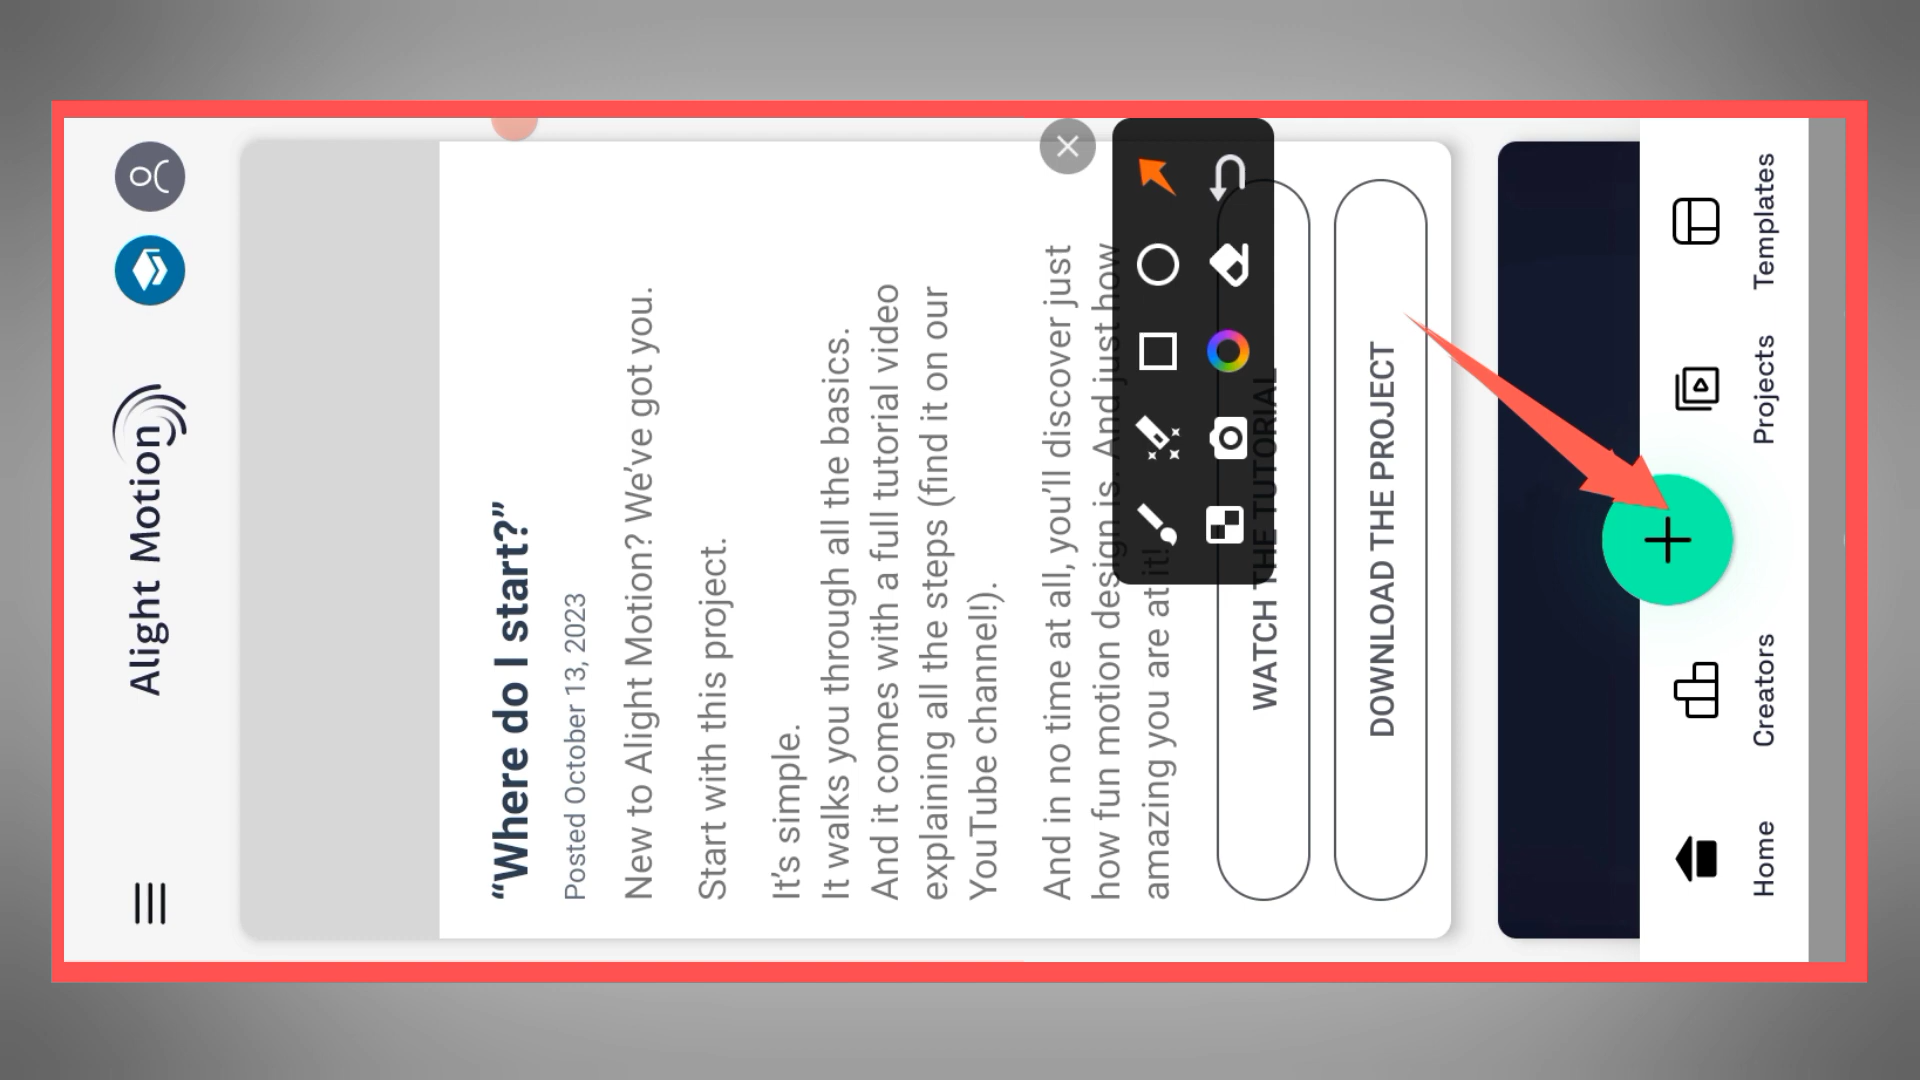 Alight Motion
“Where do I start?”
Posted October 13, 2023
New to Alight Motion? We’ve got you.
Start with this project.
It’s simple.
It walks you through all the basics.
And it comes with a full tutorial video
explaining all the steps (find it on our
YouTube channel!).
And in no time at all, you’ll discover just
how fun motion design is. And just how
amazing you are at it!
WATCH THE TUTORIAL
DOWNLOAD THE PROJECT
Home
Creators
Projects
Templates